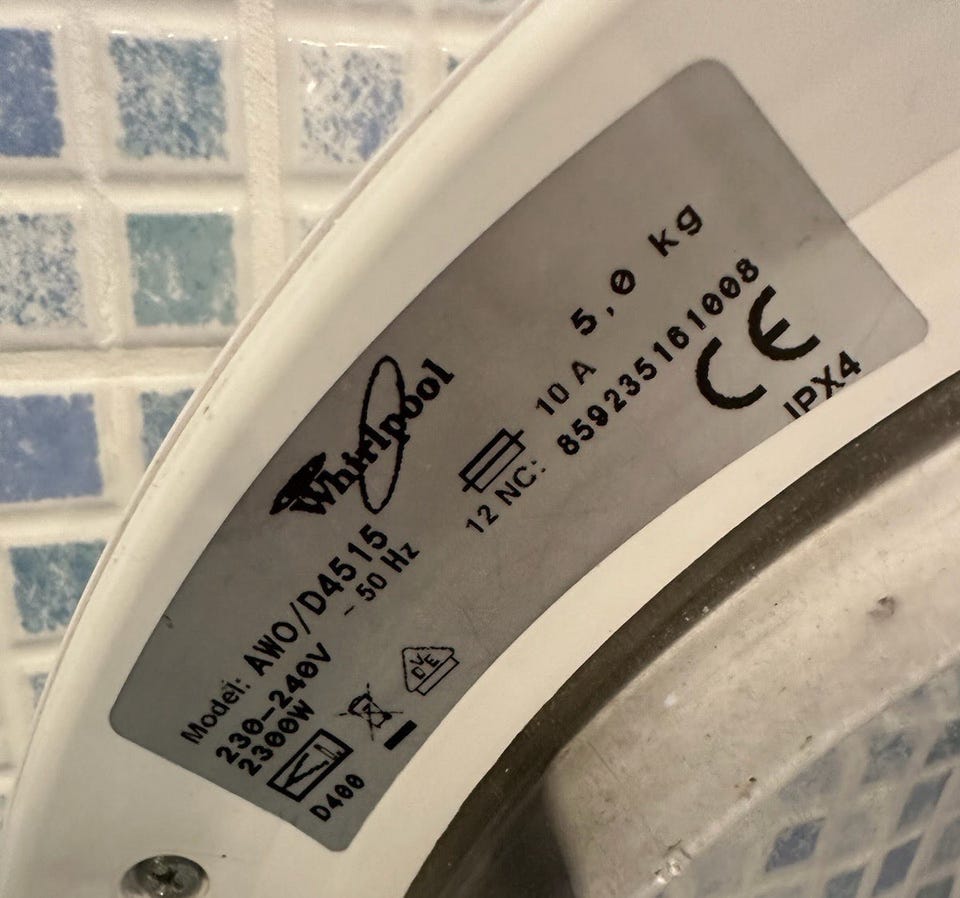 Whirlpool
5,0 kg
10 A
12 NC: 859235161008
Model: AWO/D4515
230-240V ~ 50 Hz
2300W
D400
VDE
CE
IPX4